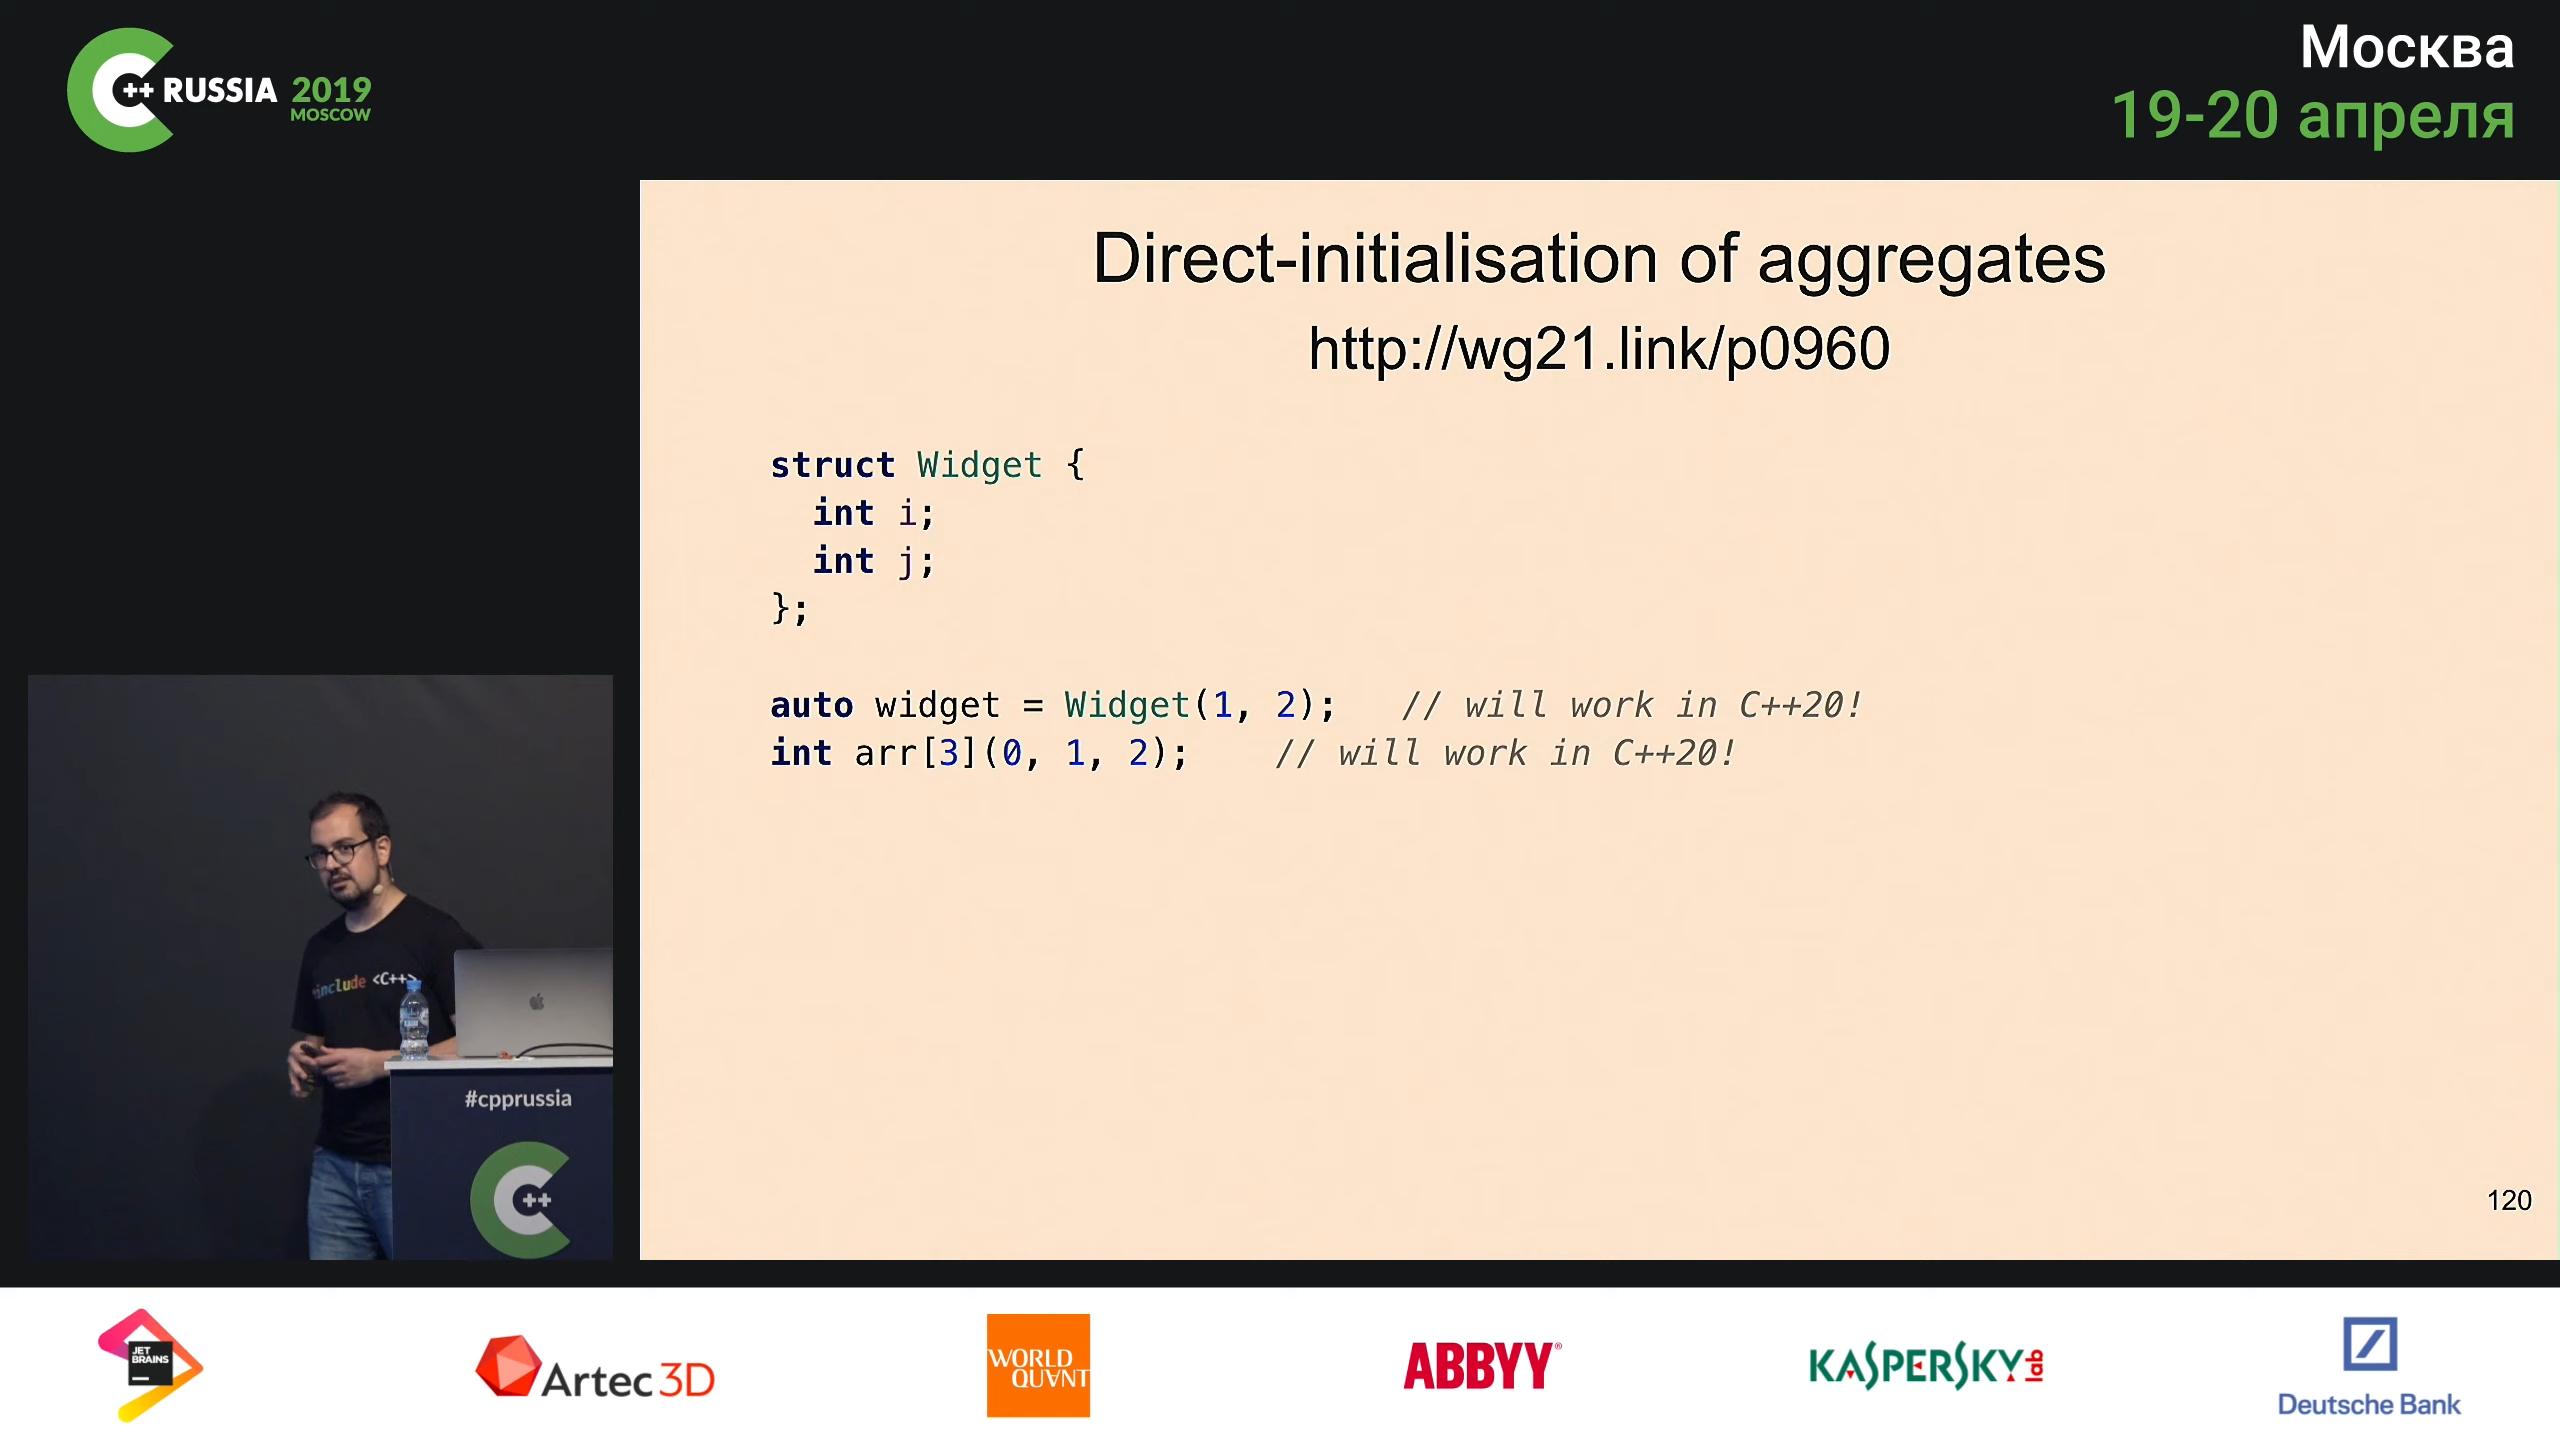 C++ RUSSIA 2019
MOSCOW
Москва
19-20 апреля
Direct-initialisation of aggregates
http://wg21.link/p0960
struct Widget {
  int i;
  int j;
};
auto widget = Widget(1, 2);   // will work in C++20!
int arr[3](0, 1, 2);    // will work in C++20!
120
#include <C++>
#cpprussia
C++
JET
BRAINS
Artec 3D
WORLD
QUANT
ABBYY®
KASPERSKY lab
Deutsche Bank